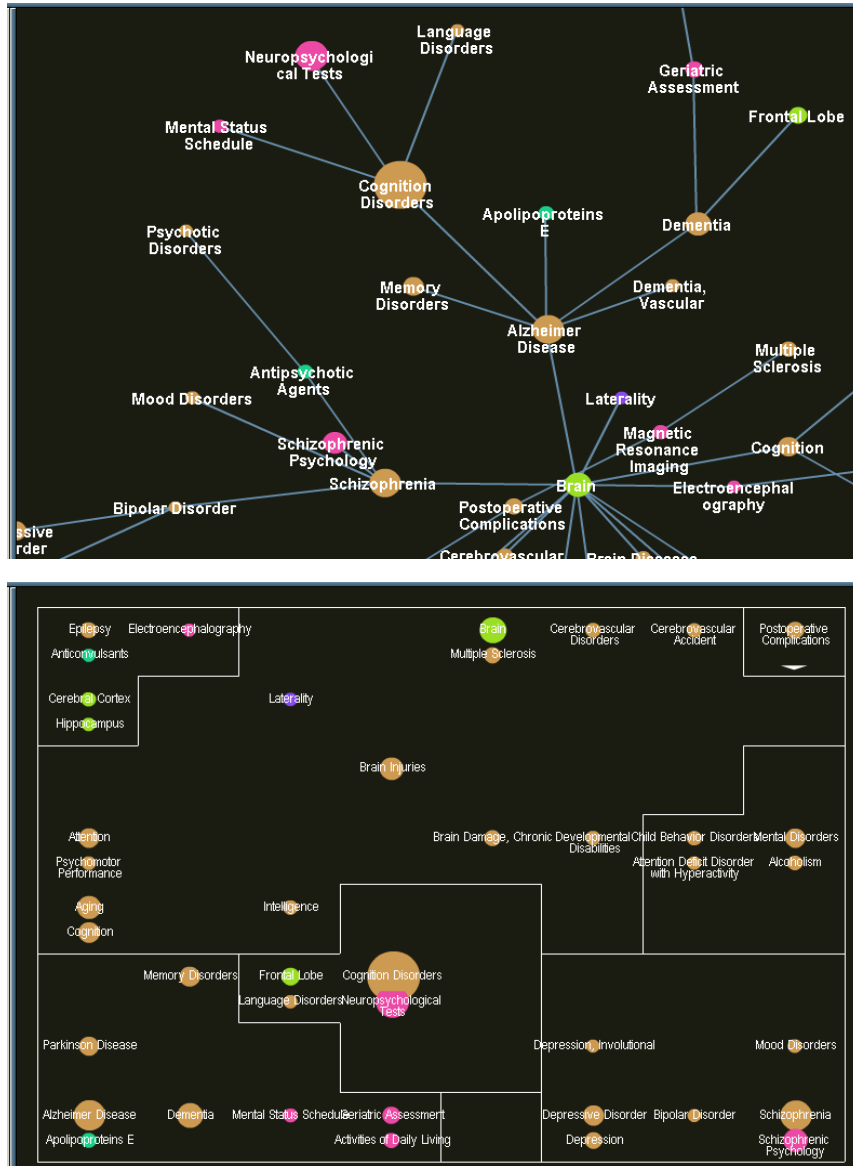 Language
Disorders
Neuropsychologi
cal Tests
Geriatric
Assessment
Frontal Lobe
Mental Status
Schedule
Cognition
Disorders
Apolipoproteins
E
Dementia
Psychotic
Disorders
Memory
Disorders
Dementia,
Vascular
Alzheimer
Disease
Multiple
Sclerosis
Antipsychotic
Agents
Mood Disorders
Laterality
Schizophrenic
Psychology
Magnetic
Resonance
Imaging
Cognition
Schizophrenia
Brain
Electroencephal
ography
Bipolar Disorder
Postoperative
Complications
ssive
rder
Cerebrovascular
Brain Diseases
Epilepsy
Electroencephalography
Brain
Cerebrovascular
Disorders
Cerebrovascular
Accident
Postoperative
Complications
Anticonvulsants
Multiple Sclerosis
Cerebral Cortex
Laterality
Hippocampus
Brain Injuries
Attention
Brain Damage, Chronic
Developmental
Disabilities
Child Behavior Disorders
Mental Disorders
Psychomotor
Performance
Attention Deficit Disorder
with Hyperactivity
Alcoholism
Aging
Intelligence
Cognition
Memory Disorders
Frontal Lobe
Cognition Disorders
Language Disorders
Neuropsychological
Tests
Parkinson Disease
Depression, Involutional
Mood Disorders
Alzheimer Disease
Dementia
Mental Status Schedule
Geriatric Assessment
Depressive Disorder
Bipolar Disorder
Schizophrenia
Apolipoproteins E
Activities of Daily Living
Depression
Schizophrenic
Psychology